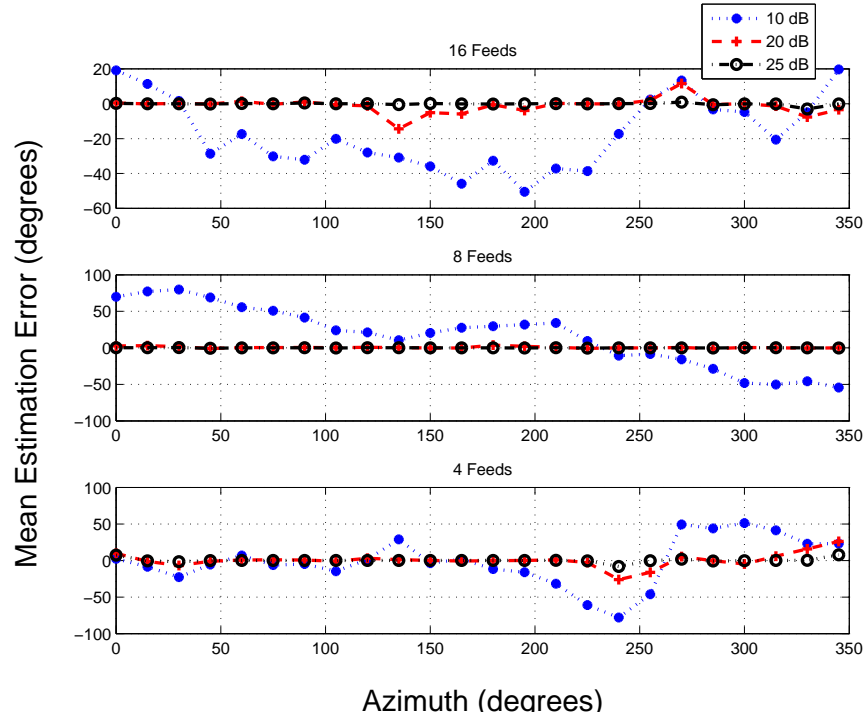 10 dB
20 dB
25 dB
16 Feeds
20
0
−20
−40
−60
0 50 100 150 200 250 300 350
8 Feeds
100
50
0
−50
−100
0 50 100 150 200 250 300 350
4 Feeds
100
50
0
−50
−100
0 50 100 150 200 250 300 350
Mean Estimation Error (degrees)
Azimuth (degrees)